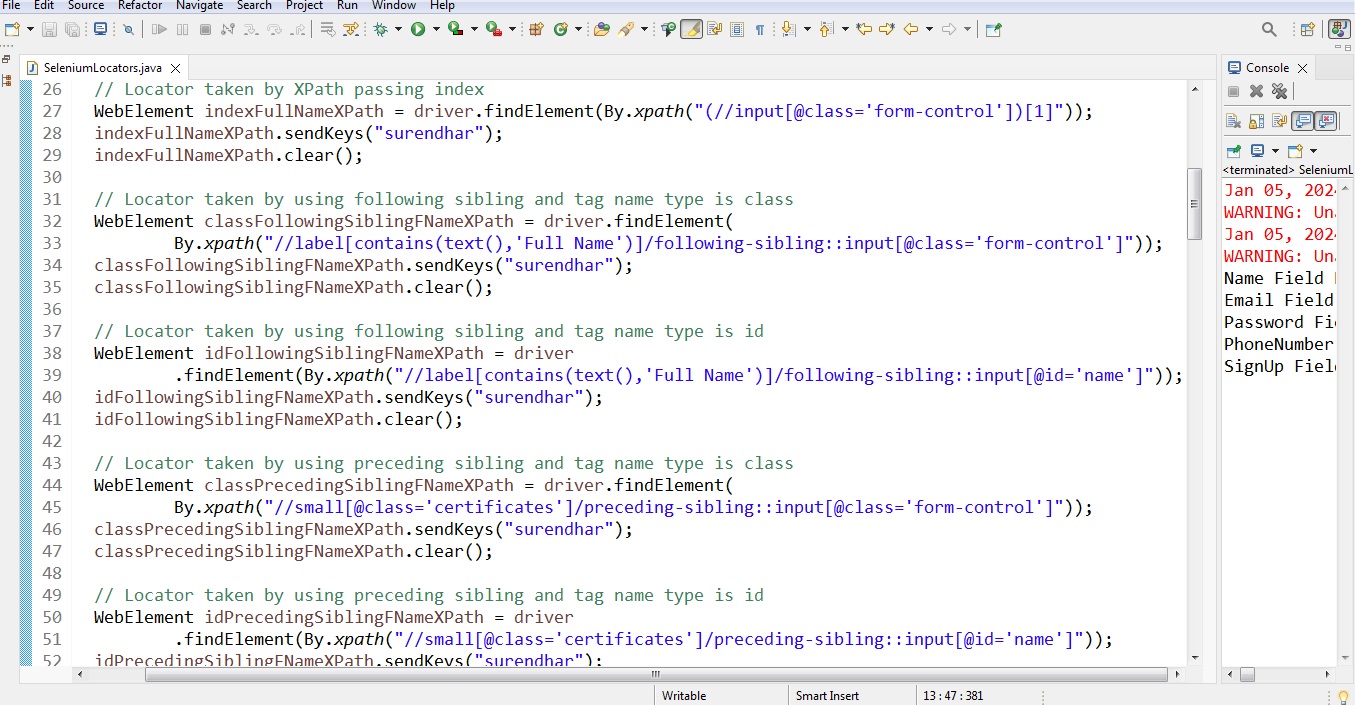 File Edit Source Refactor Navigate Search Project Run Window Help
SeleniumLocators.java
26 // Locator taken by XPath passing index
27 WebElement indexFullNameXPath = driver.findElement(By.xpath("(//input[@class='form-control'])[1]"));
28 indexFullNameXPath.sendKeys("surendhar");
29 indexFullNameXPath.clear();
30
31 // Locator taken by using following sibling and tag name type is class
32 WebElement classFollowingSiblingFNameXPath = driver.findElement(
33 By.xpath("//label[contains(text(),'Full Name')]/following-sibling::input[@class='form-control']"));
34 classFollowingSiblingFNameXPath.sendKeys("surendhar");
35 classFollowingSiblingFNameXPath.clear();
36
37 // Locator taken by using following sibling and tag name type is id
38 WebElement idFollowingSiblingFNameXPath = driver
39 .findElement(By.xpath("//label[contains(text(),'Full Name')]/following-sibling::input[@id='name']"));
40 idFollowingSiblingFNameXPath.sendKeys("surendhar");
41 idFollowingSiblingFNameXPath.clear();
42
43 // Locator taken by using preceding sibling and tag name type is class
44 WebElement classPrecedingSiblingFNameXPath = driver.findElement(
45 By.xpath("//small[@class='certificates']/preceding-sibling::input[@class='form-control']"));
46 classPrecedingSiblingFNameXPath.sendKeys("surendhar");
47 classPrecedingSiblingFNameXPath.clear();
48
49 // Locator taken by using preceding sibling and tag name type is id
50 WebElement idPrecedingSiblingFNameXPath = driver
51 .findElement(By.xpath("//small[@class='certificates']/preceding-sibling::input[@id='name']"));
52 idPrecedingSiblingFNameXPath.sendKeys("surendhar");
Console
<terminated> SeleniumL
Jan 05, 2024
WARNING: Una
Jan 05, 2024
WARNING: Una
Name Field
Email Field
Password Fi
PhoneNumber
SignUp Fiel
Writable Smart Insert 13 : 47 : 381